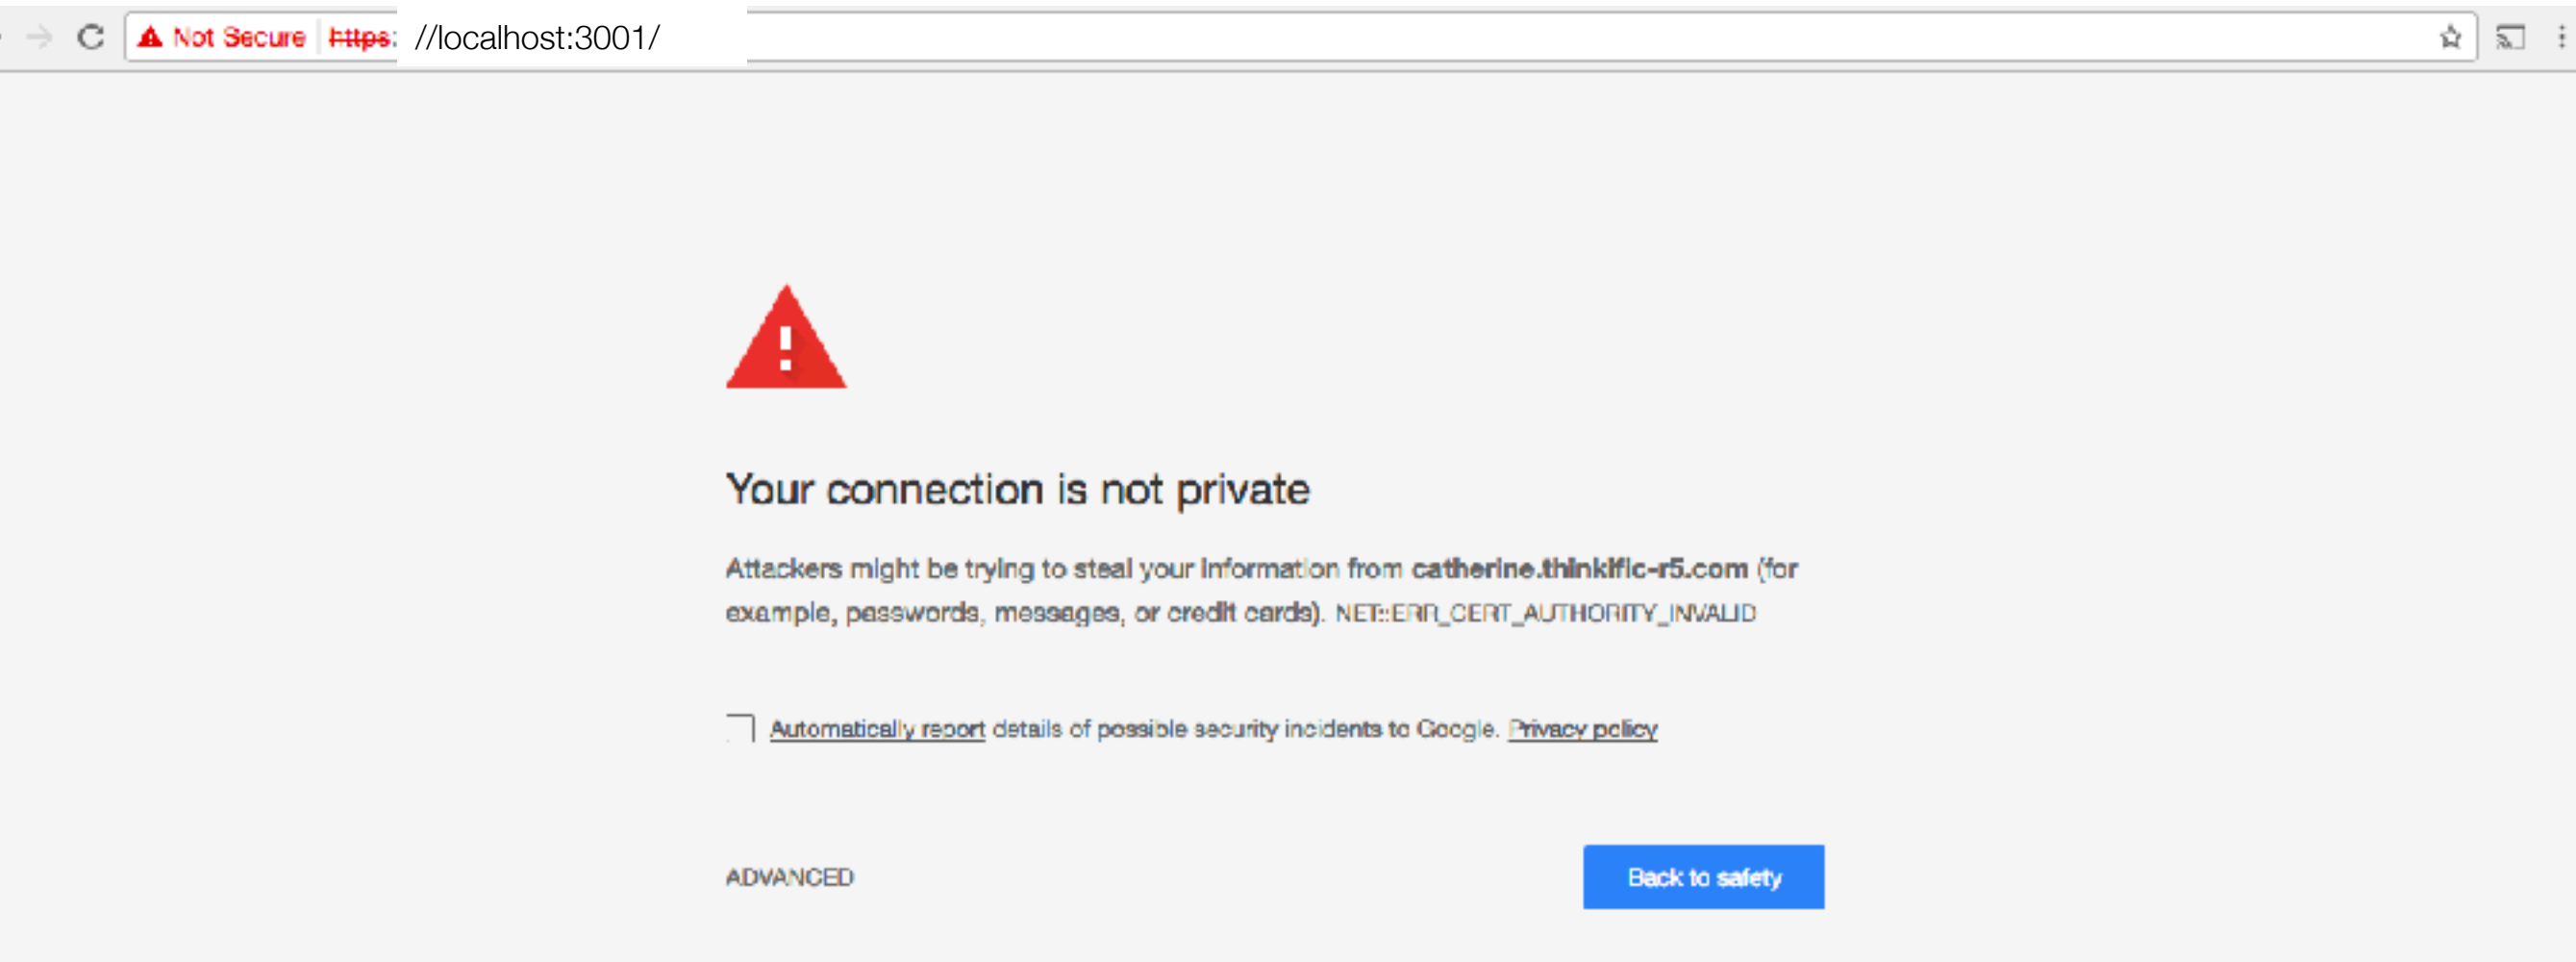 Not Secure https: //localhost:3001/
Your connection is not private
Attackers might be trying to steal your information from catherine.thinkific-r5.com (for
example, passwords, messages, or credit cards). NET::ERR_CERT_AUTHORITY_INVALID
Automatically report details of possible security incidents to Google. Privacy policy
ADVANCED
Back to safety